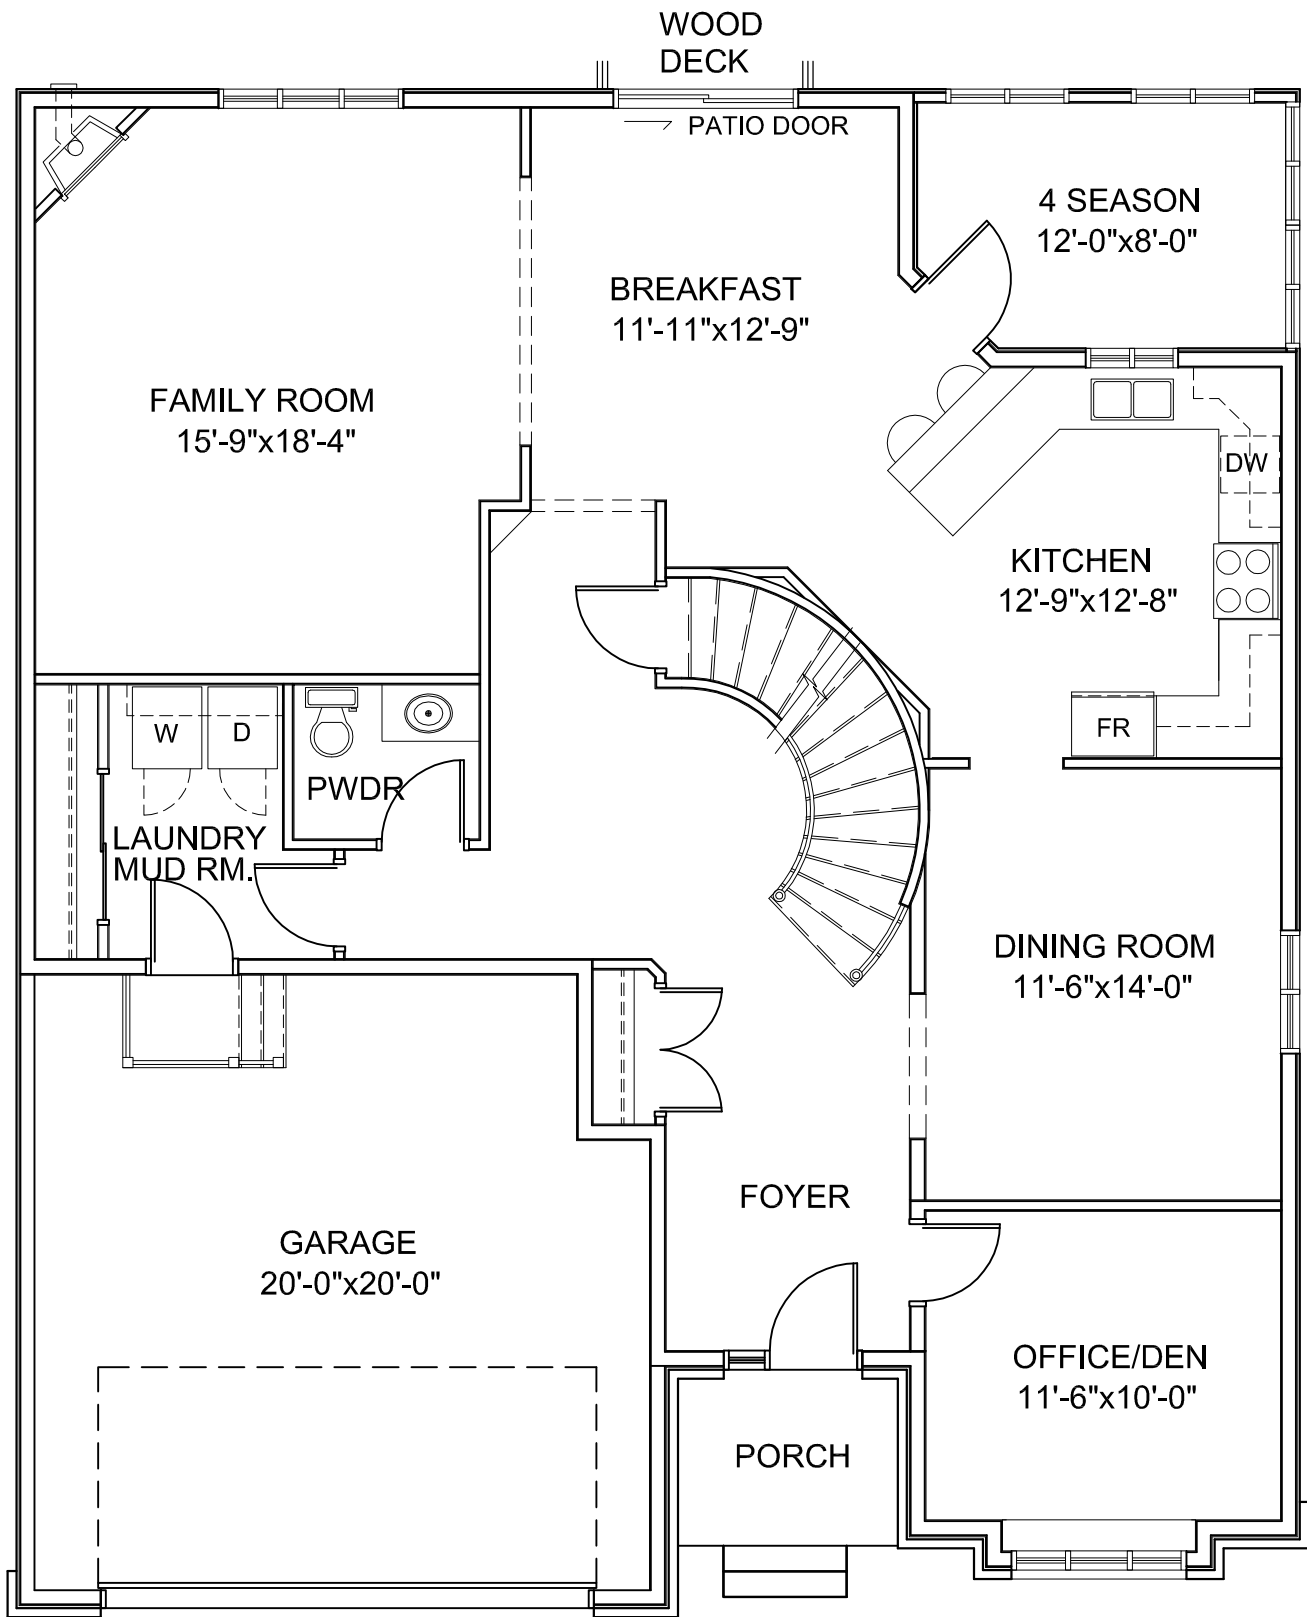 WOOD
DECK
PATIO DOOR
4 SEASON
12'-0"x8'-0"
BREAKFAST
11'-11"x12'-9"
FAMILY ROOM
15'-9"x18'-4"
DW
KITCHEN
12'-9"x12'-8"
FR
W
D
PWDR
LAUNDRY
MUD RM.
DINING ROOM
11'-6"x14'-0"
FOYER
GARAGE
20'-0"x20'-0"
OFFICE/DEN
11'-6"x10'-0"
PORCH